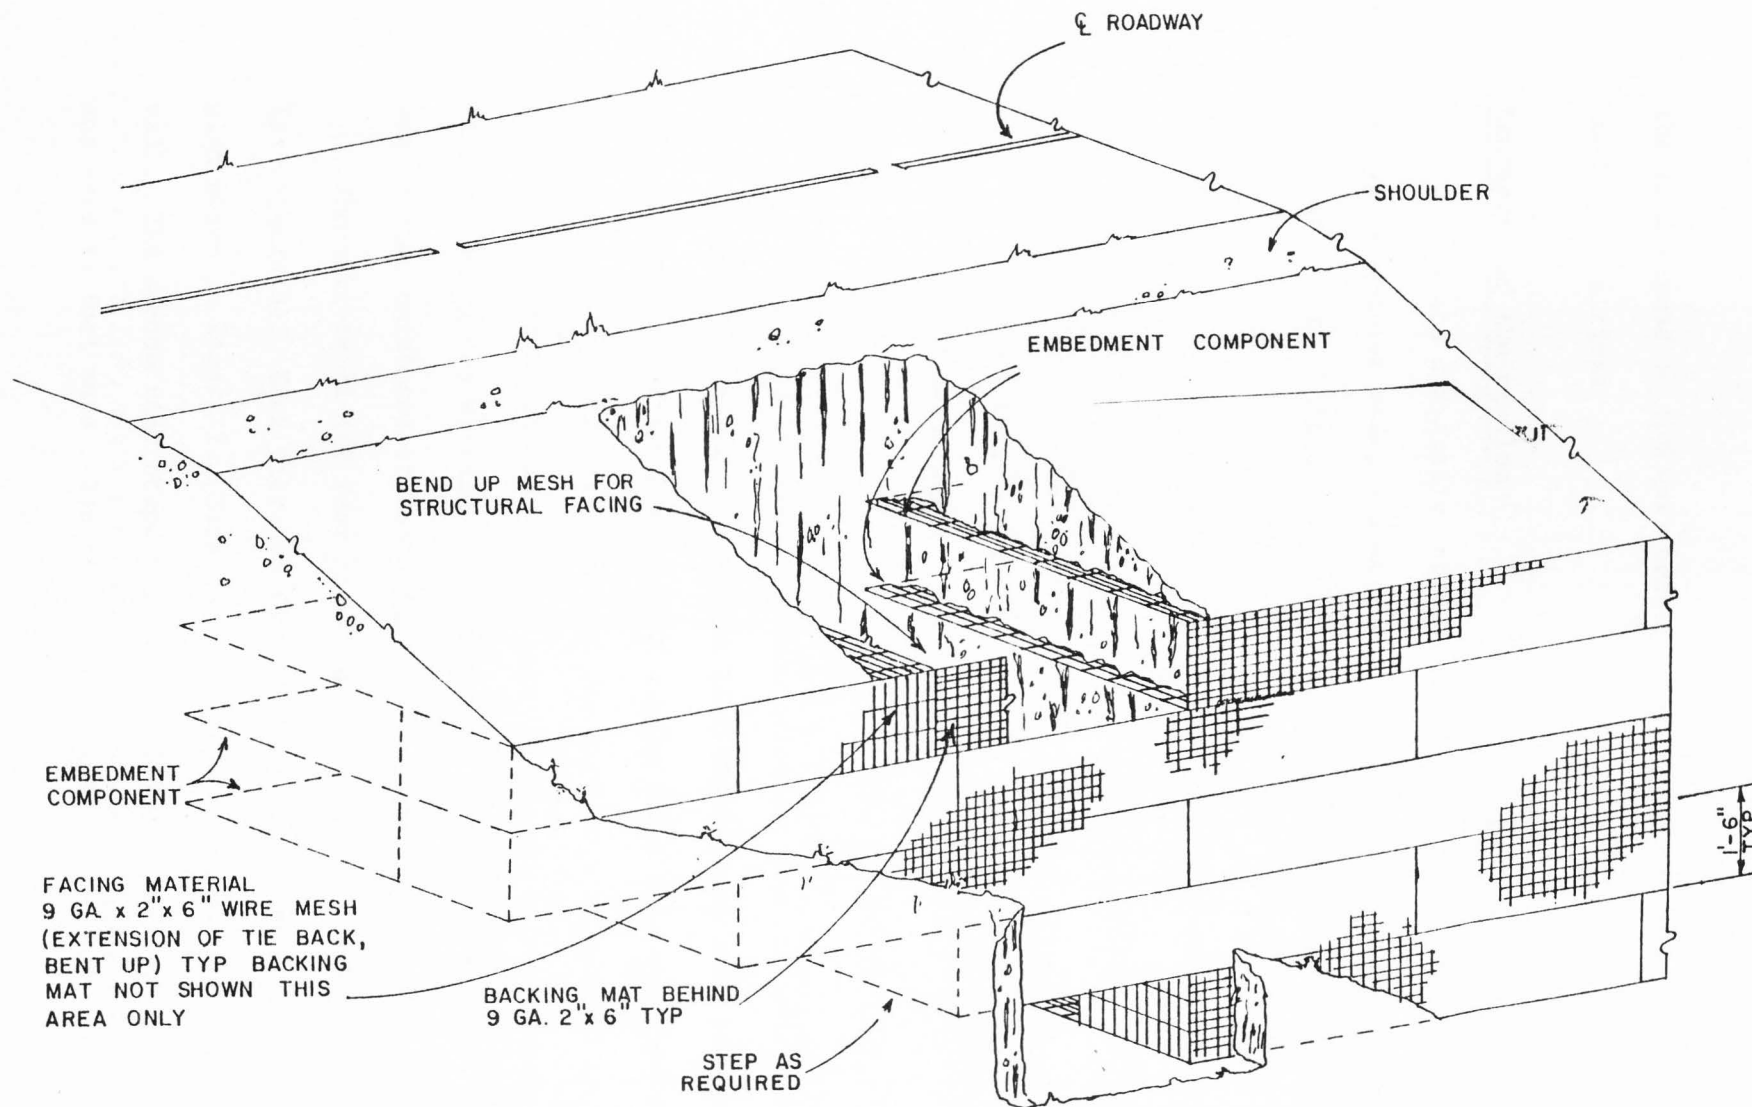 ℄ ROADWAY
SHOULDER
EMBEDMENT COMPONENT
BEND UP MESH FOR
STRUCTURAL FACING
EMBEDMENT
COMPONENT
1'-6"
TYP
FACING MATERIAL
9 GA. x 2"x 6" WIRE MESH
(EXTENSION OF TIE BACK,
BENT UP) TYP BACKING
MAT NOT SHOWN THIS
AREA ONLY
BACKING MAT BEHIND
9 GA. 2"x 6" TYP
STEP AS
REQUIRED